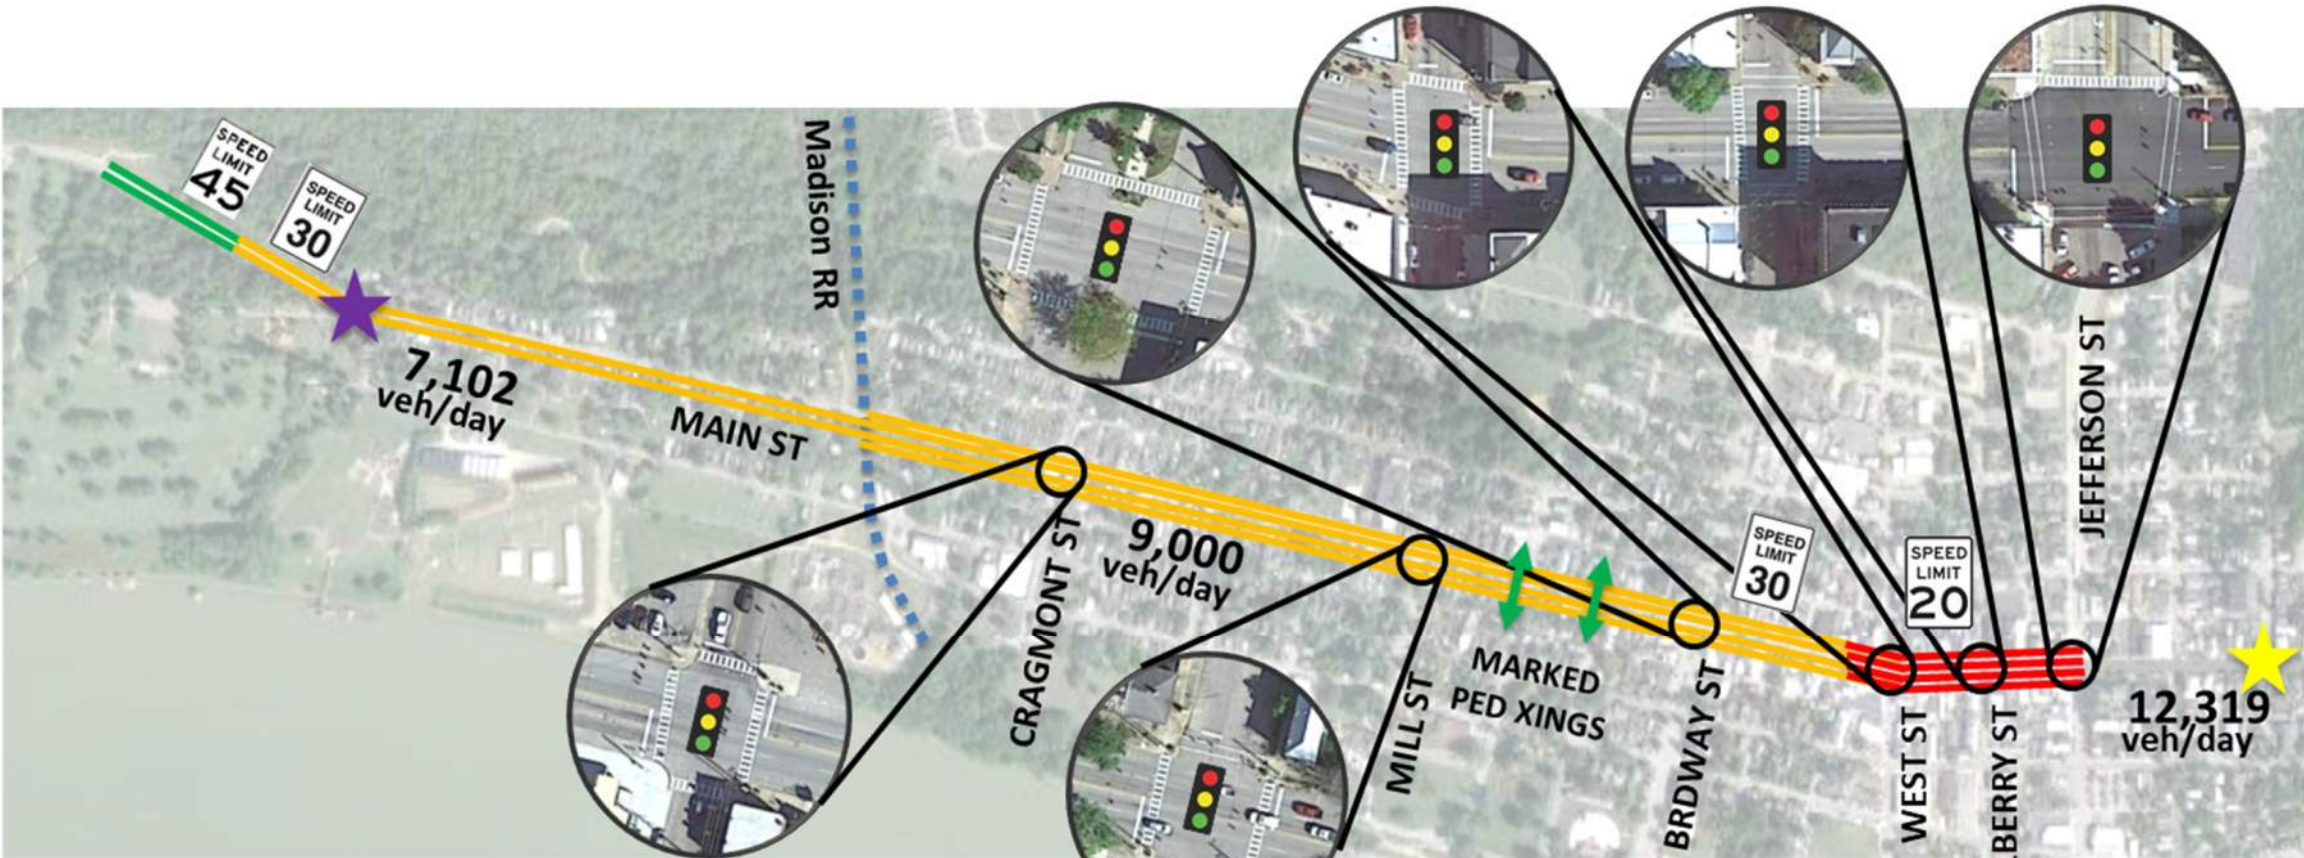 SPEED
LIMIT
45
SPEED
LIMIT
30
Madison RR
7,102
veh/day
MAIN ST
CRAGMONT ST
9,000
veh/day
MILL ST
MARKED
PED XINGS
BRDWAY ST
SPEED
LIMIT
30
SPEED
LIMIT
20
WEST ST
BERRY ST
JEFFERSON ST
12,319
veh/day